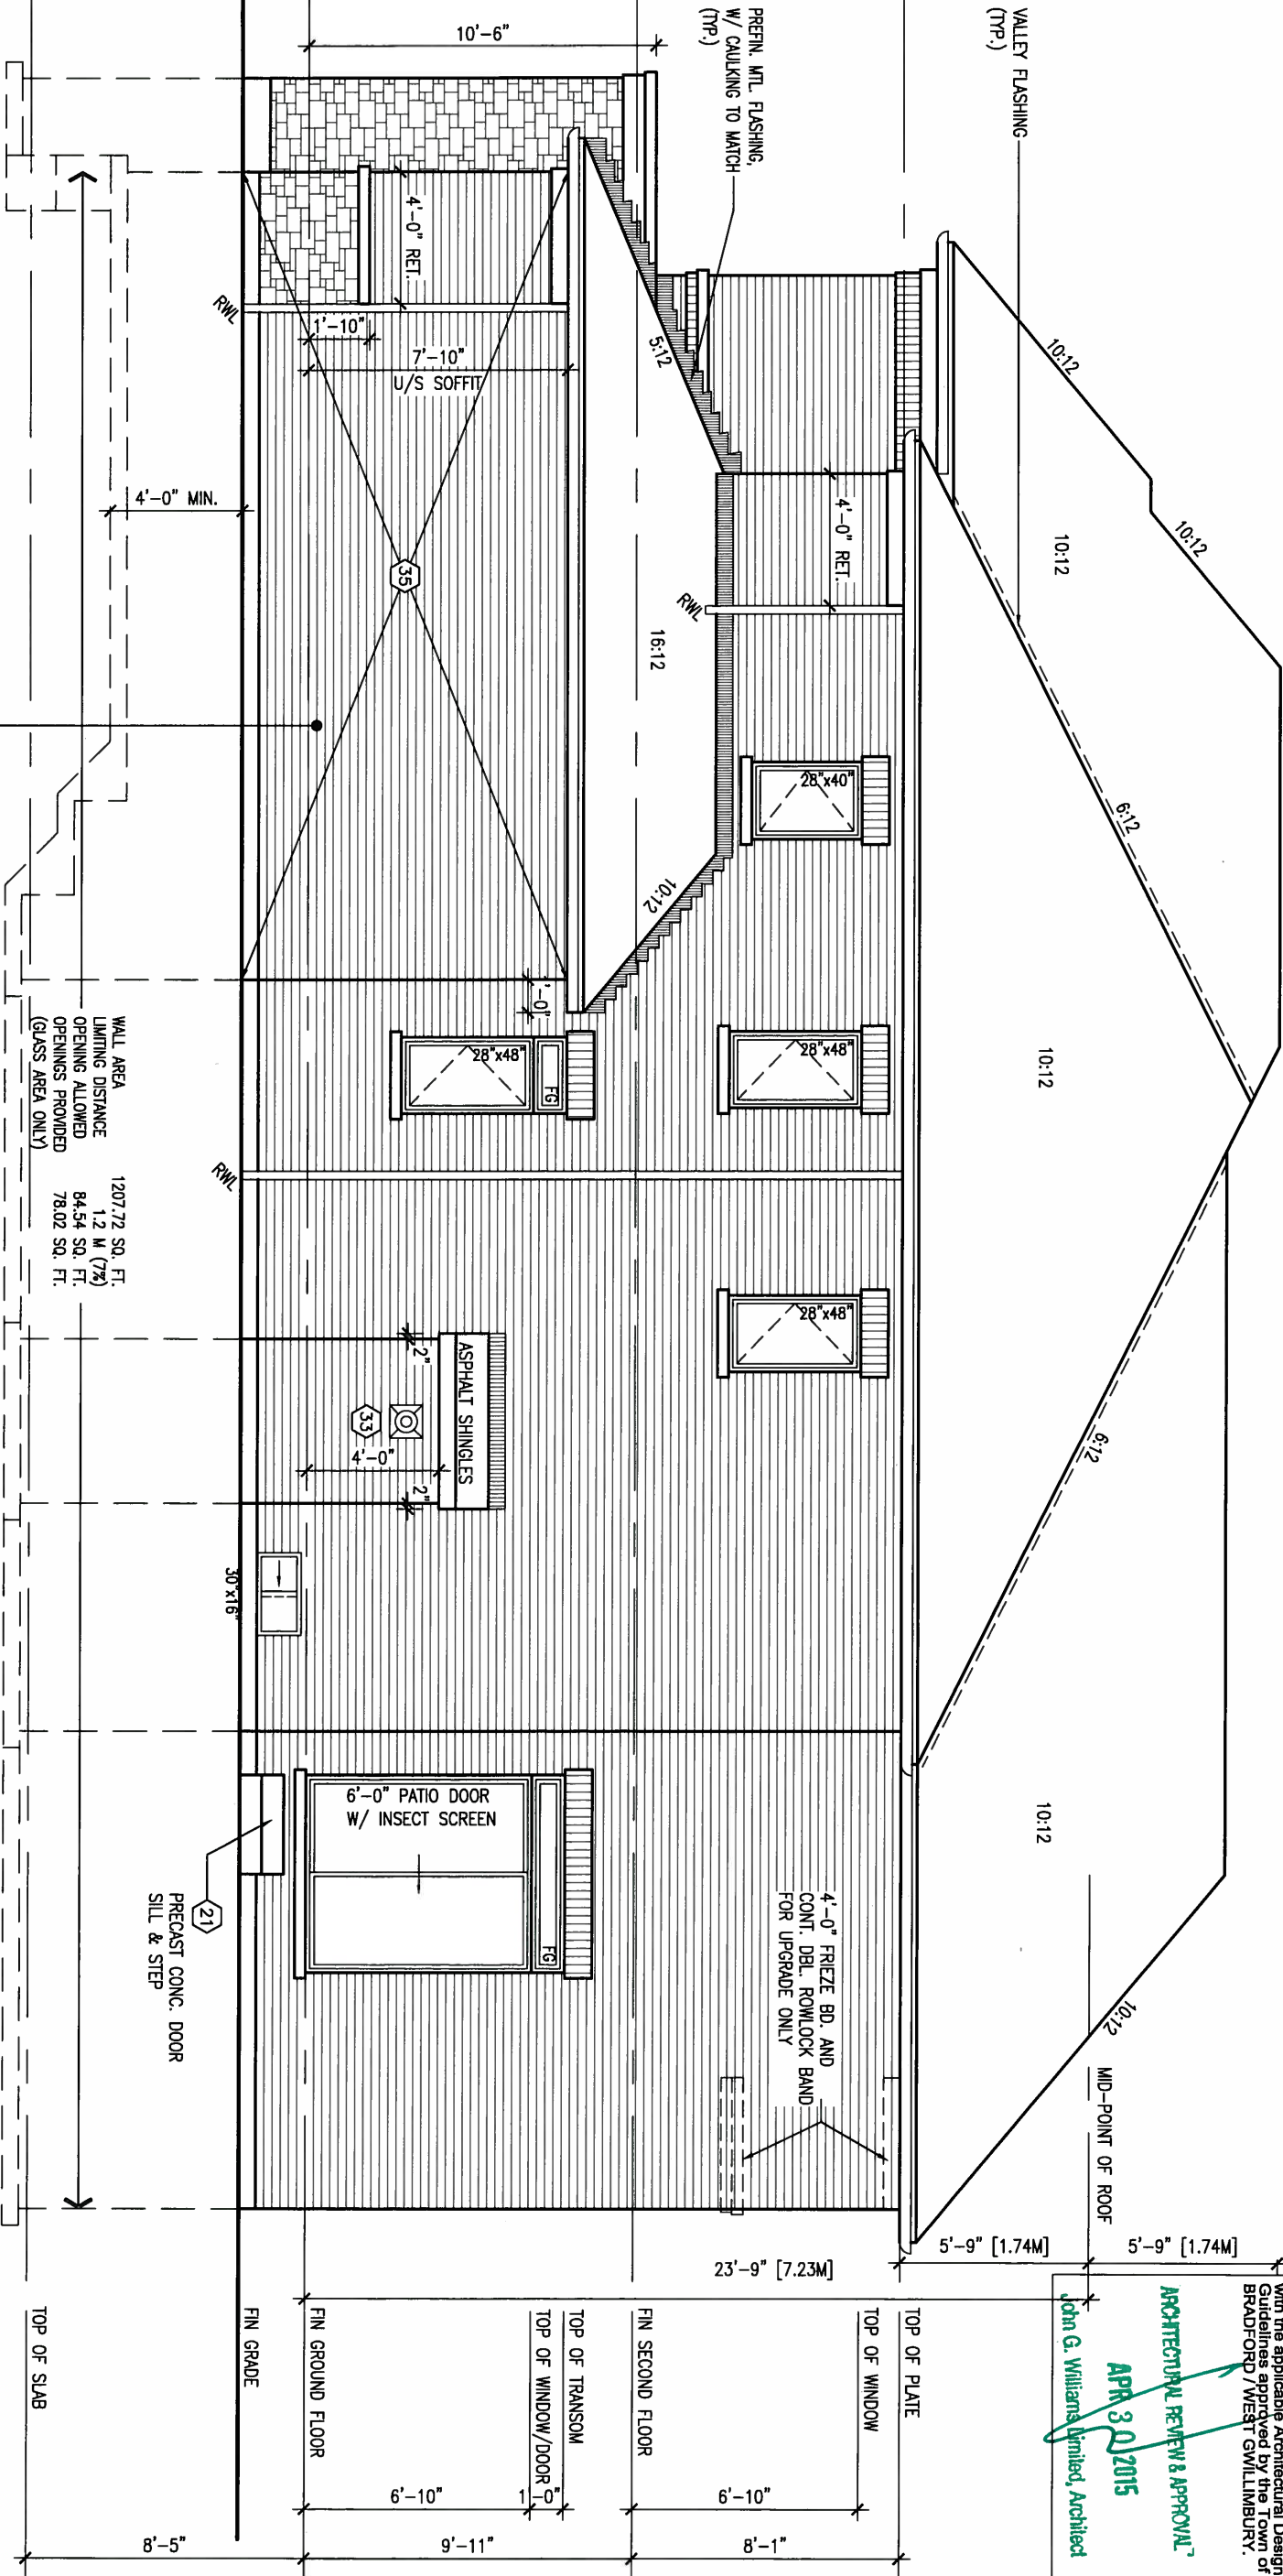 VALLEY FLASHING
(TYP.)
PREFIN. MTL. FLASHING,
W/ CAULKING TO MATCH
(TYP.)
10'-6"
10:12
10:12
10:12
6:12
10:12
6:12
10:12
10:12
MID-POINT OF ROOF
5'-9" [1.74M]
5'-9" [1.74M]
23'-9" [7.23M]
with the applicable Architectural Design
Guidelines approved by the Town of
BRADFORD / WEST GWILLIMBURY.
ARCHITECTURAL REVIEW & APPROVAL
APR 30 2015
John G. Williams Limited, Architect
5:12
4'-0" RET.
RWL
16:12
10:12
28"x40"
28"x48"
28"x48"
4'-0" FRIEZE BD. AND
CONT. DBL. ROWLOCK BAND
FOR UPGRADE ONLY
4'-0" RET.
RWL
1'-10"
7'-10"
U/S SOFFIT
35
1'-0"
28"x48"
FG
RWL
ASPHALT SHINGLES
2"
2"
33
4'-0"
30"x16"
6'-0" PATIO DOOR
W/ INSECT SCREEN
FG
21
PRECAST CONC. DOOR
SILL & STEP
4'-0" MIN.
WALL AREA 1207.72 SQ. FT.
LIMITING DISTANCE 1.2 M (7%)
OPENING ALLOWED 84.54 SQ. FT.
OPENINGS PROVIDED 78.02 SQ. FT.
(GLASS AREA ONLY)
TOP OF PLATE
TOP OF WINDOW
FIN SECOND FLOOR
TOP OF TRANSOM
TOP OF WINDOW/DOOR
FIN GROUND FLOOR
FIN GRADE
TOP OF SLAB
6'-10"
1'-0"
6'-10"
8'-5"
9'-11"
8'-1"